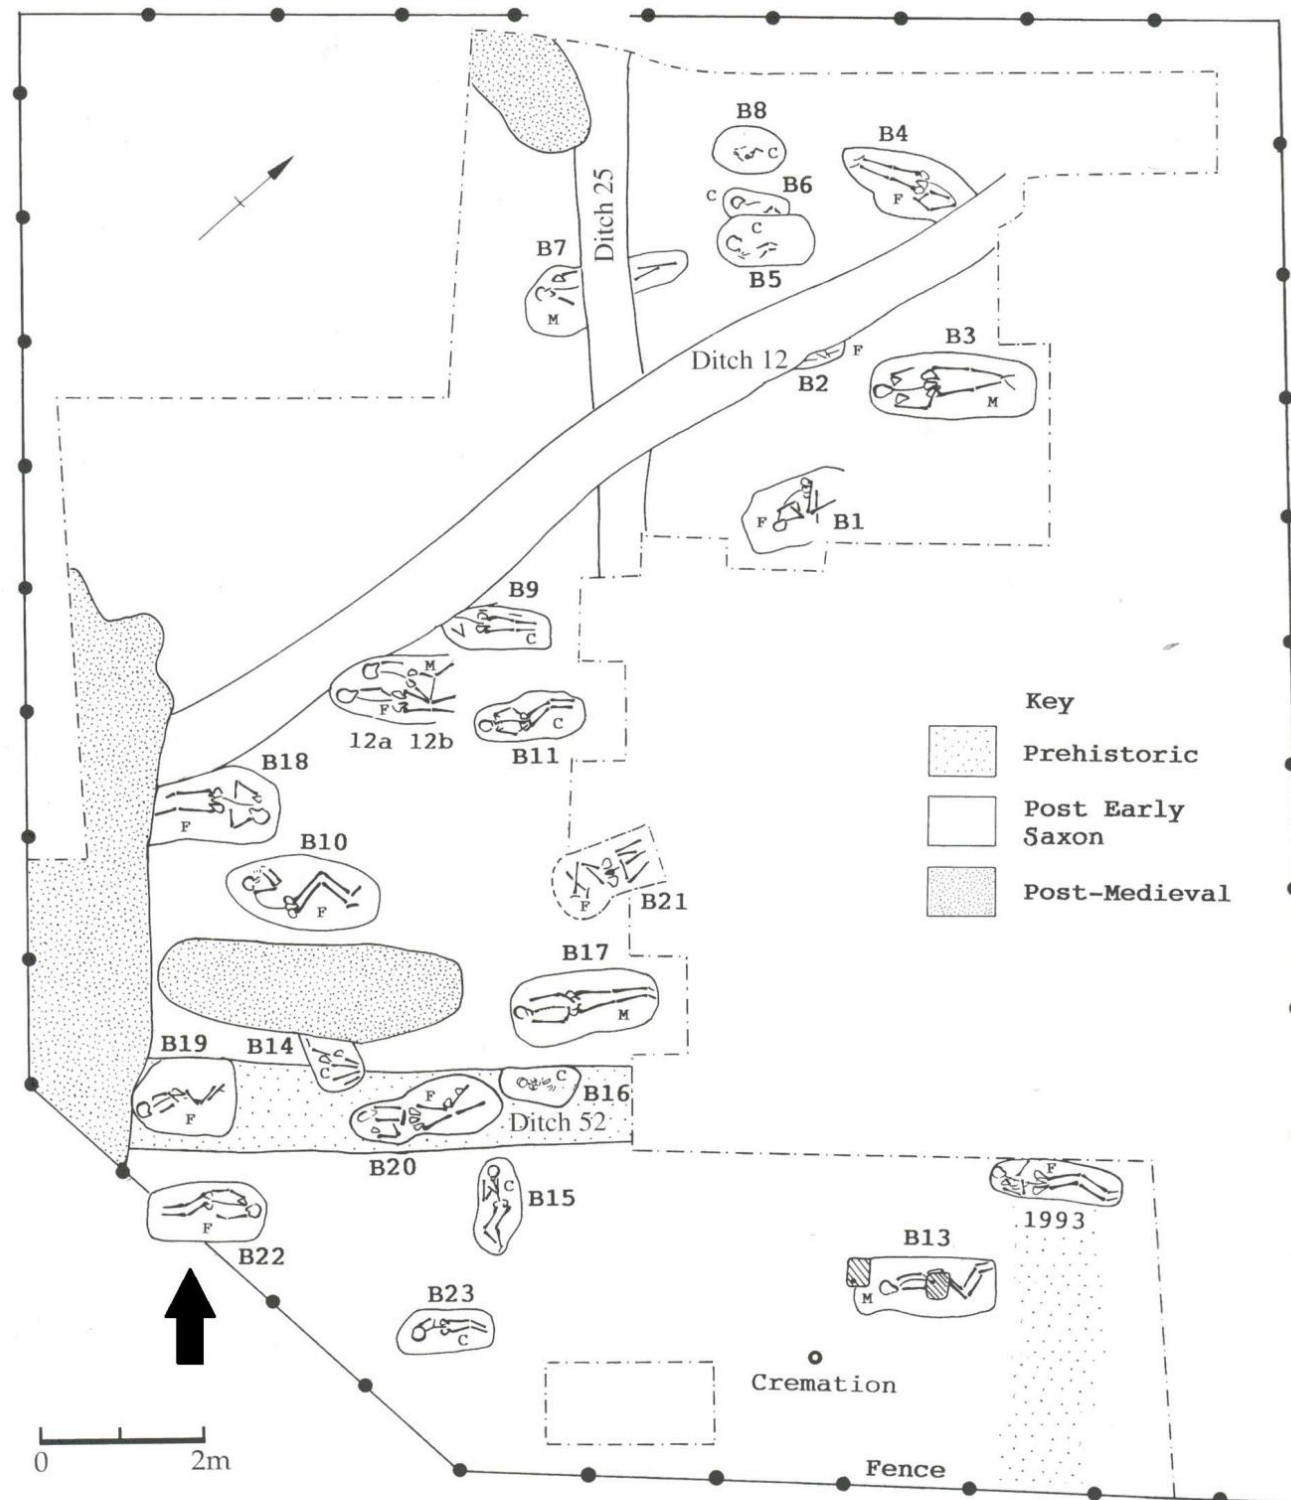 B8
C
B4
F
Ditch 25
C
B6
C
B5
B7
M
Ditch 12
F
B2
B3
M
F
B1
B9
C
M
F
12a 12b
C
B11
B18
F
B10
F
F
B21
B17
M
Key
Prehistoric
Post Early
Saxon
Post-Medieval
B19
F
B14
C
F
B20
C
B16
Ditch 52
F
B22
C
B15
B23
C
F
1993
B13
M
Cremation
0
2m
Fence